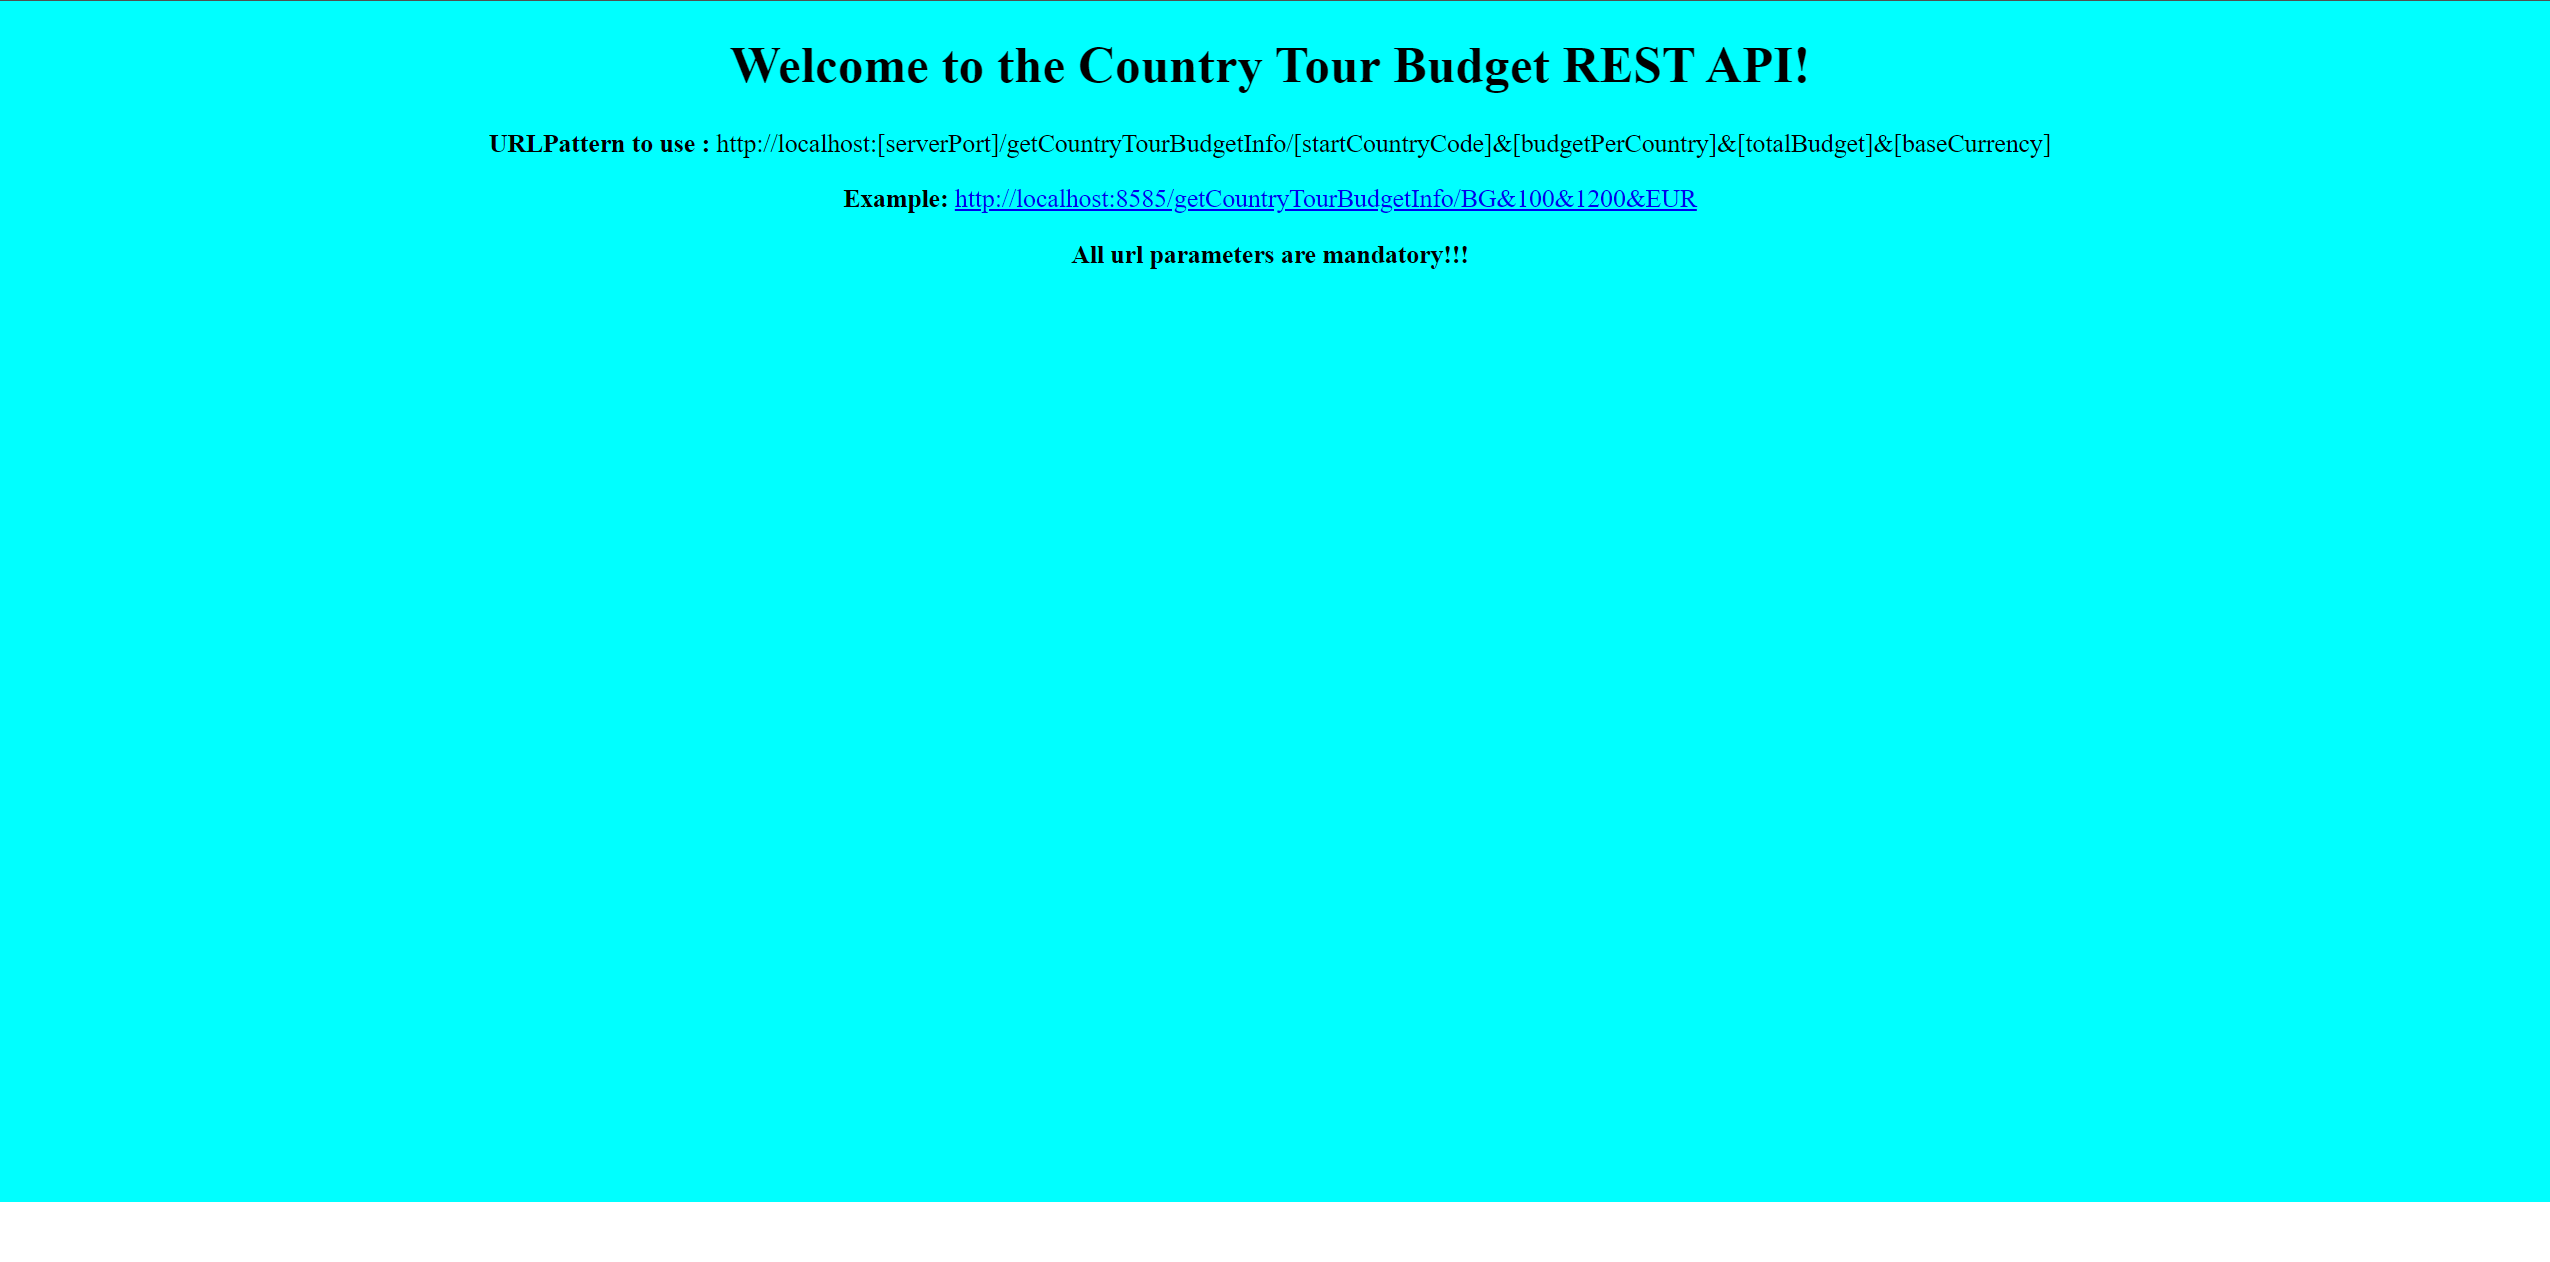 Welcome to the Country Tour Budget REST API!
URLPattern to use : http://localhost:[serverPort]/getCountryTourBudgetInfo/[startCountryCode]&[budgetPerCountry]&[totalBudget]&[baseCurrency]
Example: http://localhost:8585/getCountryTourBudgetInfo/BG&100&1200&EUR
All url parameters are mandatory!!!